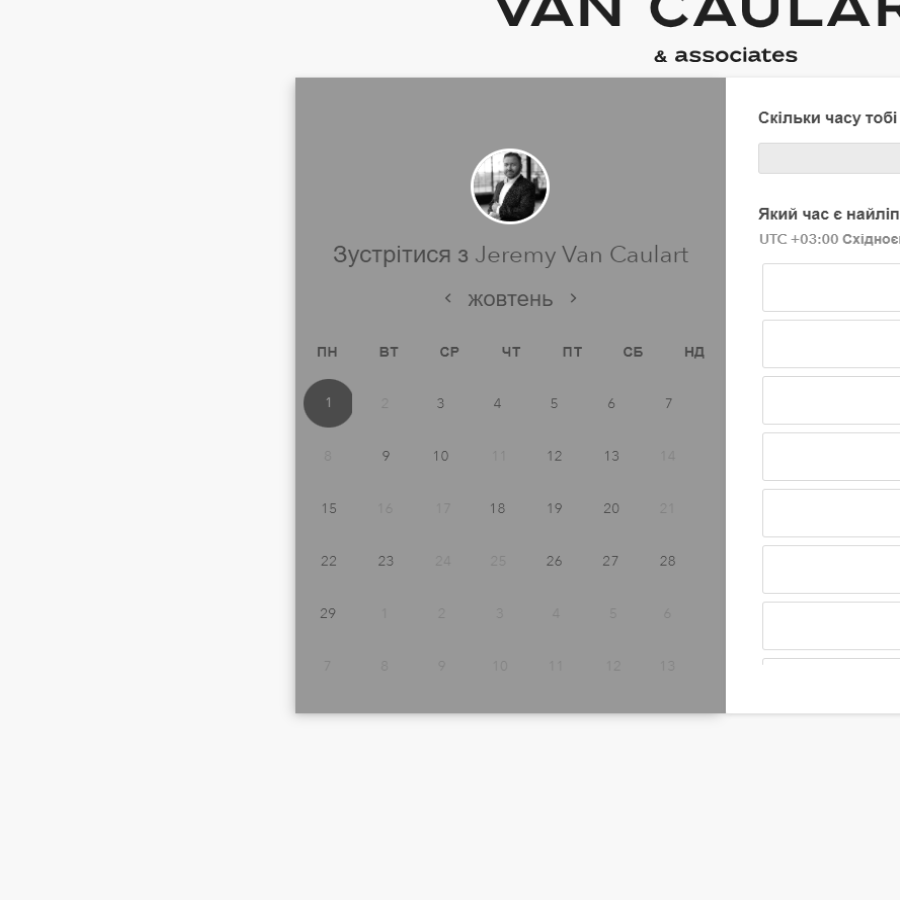 VAN CAULAR
& associates
Зустрітися з Jeremy Van Caulart
жовтень
ПН ВТ СР ЧТ ПТ СБ НД
1 2 3 4 5 6 7
8 9 10 11 12 13 14
15 16 17 18 19 20 21
22 23 24 25 26 27 28
29 1 2 3 4 5 6
7 8 9 10 11 12 13
Скільки часу тобі
Який час є найліп
UTC +03:00 Східноє